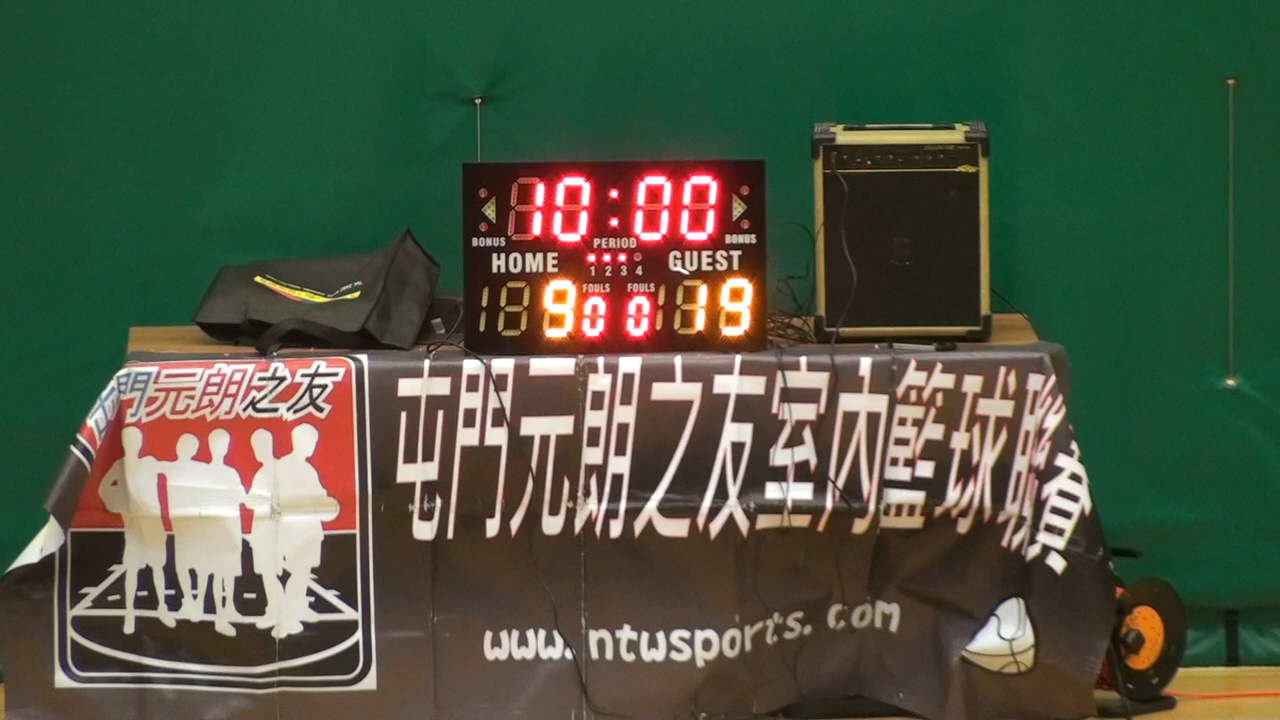 10:00
BONUS PERIOD BONUS
HOME 1 2 3 4 GUEST
FOULS FOULS
9 0 0 19
屯門元朗之友
屯門元朗之友室內籃球聯賽
www.ntwsports.com